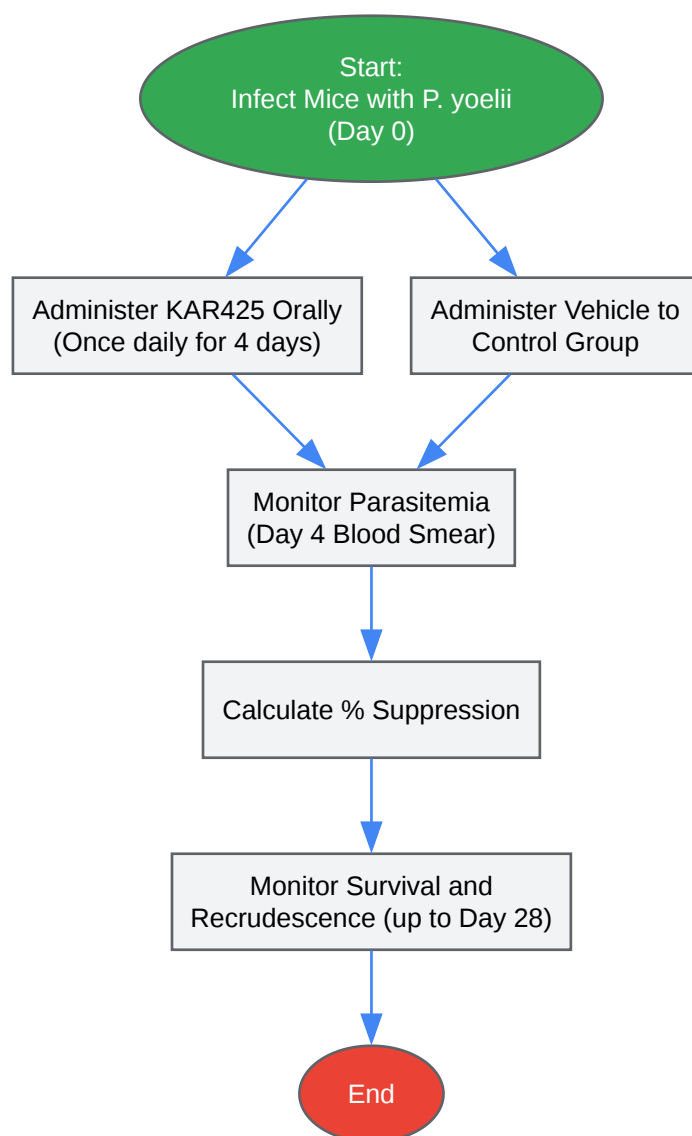 Start:
Infect Mice with P. yoelii
(Day 0)
Administer KAR425 Orally
(Once daily for 4 days)
Administer Vehicle to
Control Group
Monitor Parasitemia
(Day 4 Blood Smear)
Calculate % Suppression
Monitor Survival and
Recrudescence (up to Day 28)
End